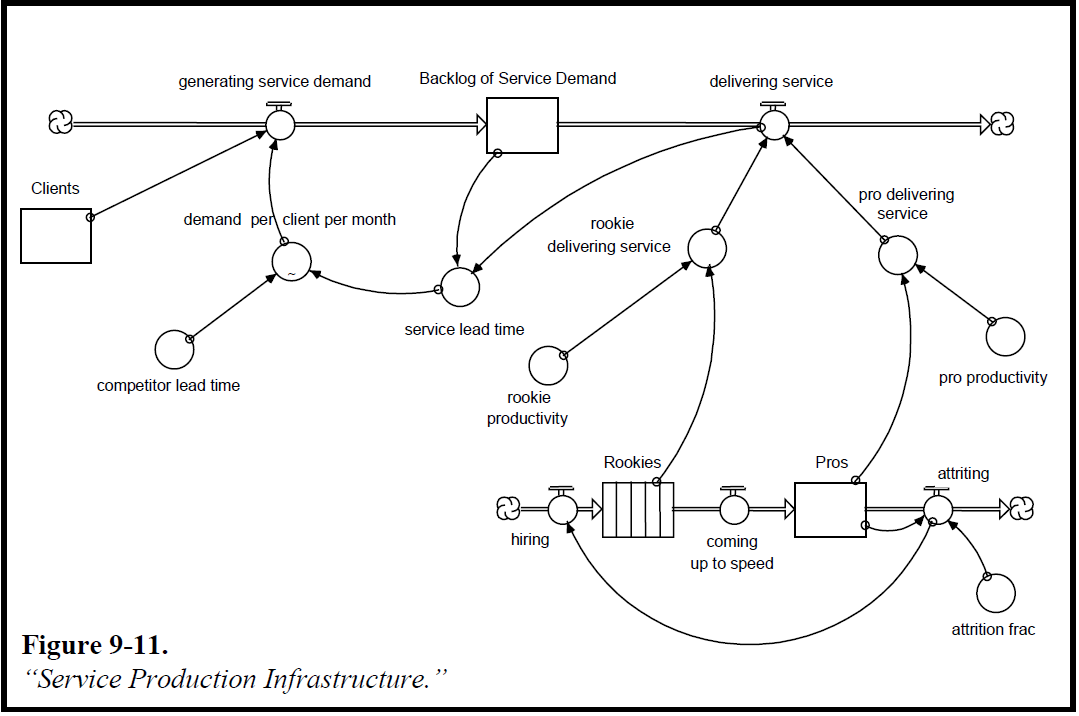 generating service demand
Backlog of Service Demand
delivering service
Clients
demand per client per month
pro delivering
service
rookie
delivering service
~
service lead time
competitor lead time
rookie
productivity
pro productivity
Rookies
Pros
attriting
hiring
coming
up to speed
attrition frac
Figure 9-11.
“Service Production Infrastructure.”